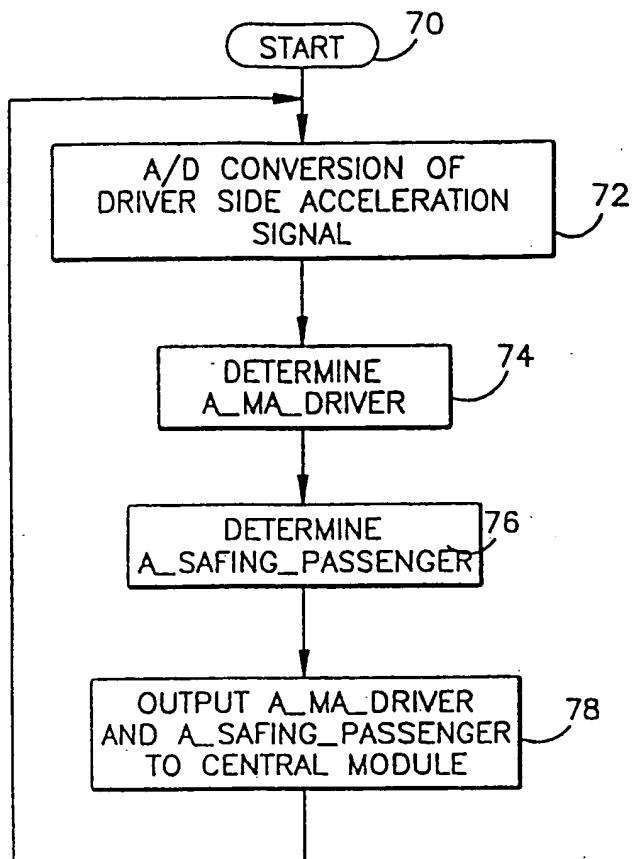 START
70
A/D CONVERSION OF
DRIVER SIDE ACCELERATION
SIGNAL
72
DETERMINE
A_MA_DRIVER
74
DETERMINE
A_SAFING_PASSENGER
76
OUTPUT A_MA_DRIVER
AND A_SAFING_PASSENGER
TO CENTRAL MODULE
78